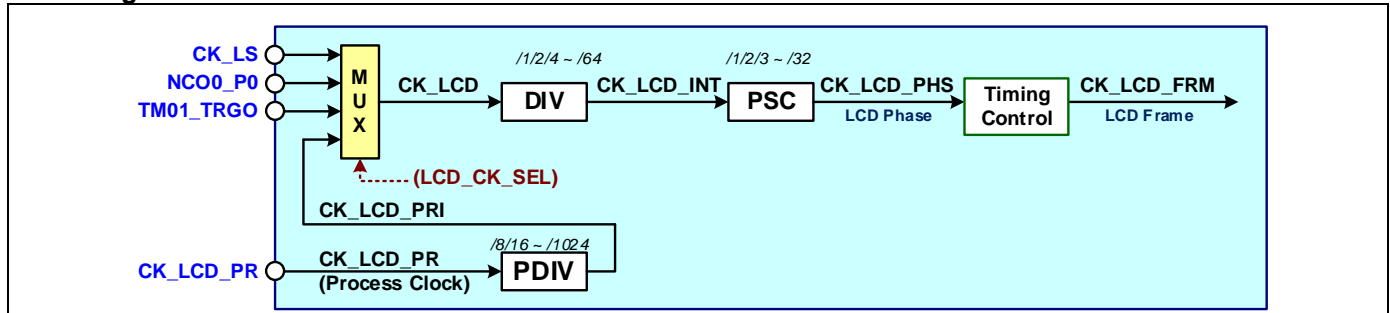 CK_LS
NCO0_P0
TM01_TRGO
M
U
X
CK_LCD
/1/2/4 ~ /64
DIV
CK_LCD_INT
/1/2/3 ~ /32
PSC
CK_LCD_PHS
LCD Phase
Timing
Control
CK_LCD_FRM
LCD Frame
(LCD_CK_SEL)
CK_LCD_PRI
CK_LCD_PR
CK_LCD_PR
(Process Clock)
/8/16 ~ /1024
PDIV